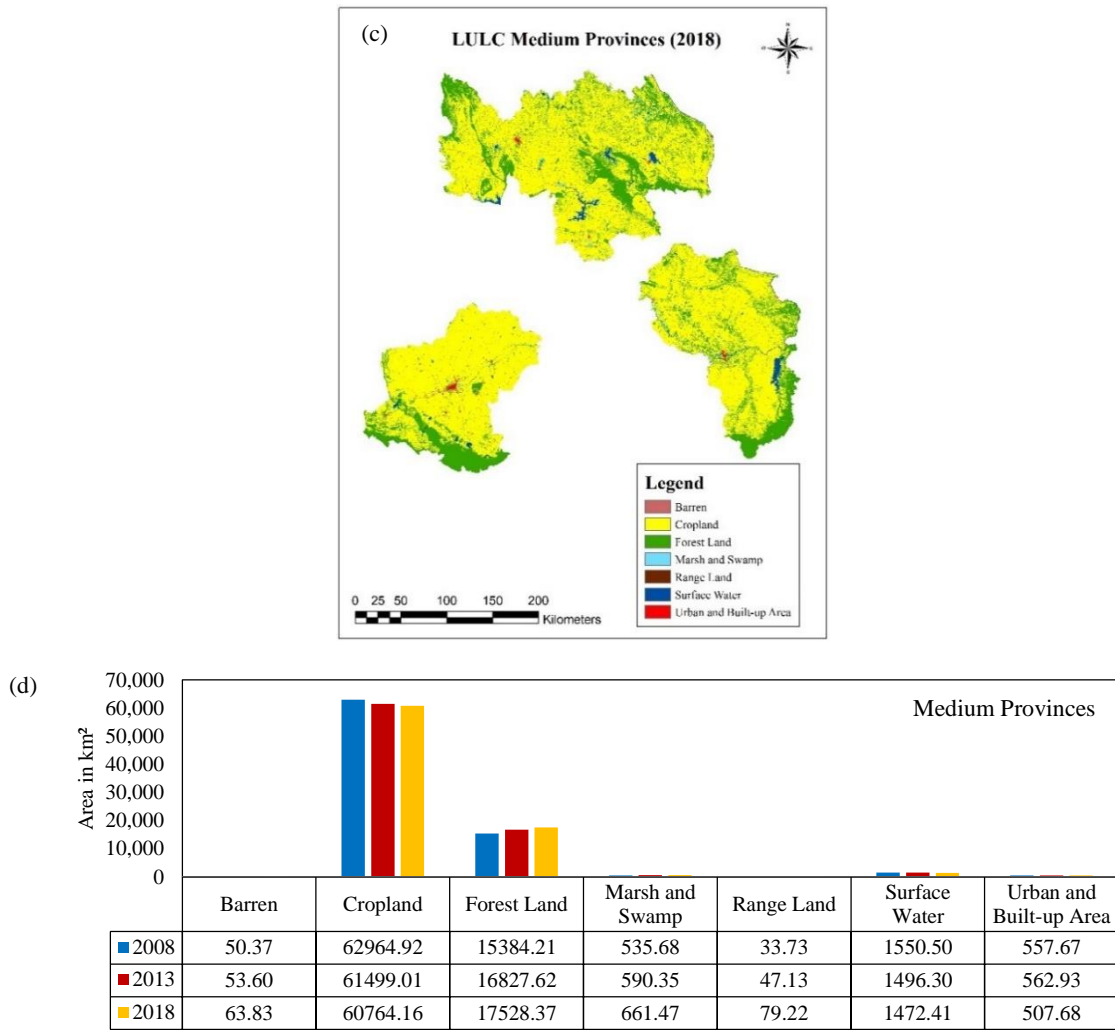 (c)
LULC Medium Provinces (2018)
Legend
Barren
Cropland
Forest Land
Marsh and Swamp
Range Land
Surface Water
Urban and Built-up Area
0 25 50 100 150 200
Kilometers
(d)
Medium Provinces
Area in km²
70,000
60,000
50,000
40,000
30,000
20,000
10,000
0
Barren Cropland Forest Land Marsh and Swamp Range Land Surface Water Urban and Built-up Area
2008 50.37 62964.92 15384.21 535.68 33.73 1550.50 557.67
2013 53.60 61499.01 16827.62 590.35 47.13 1496.30 562.93
2018 63.83 60764.16 17528.37 661.47 79.22 1472.41 507.68